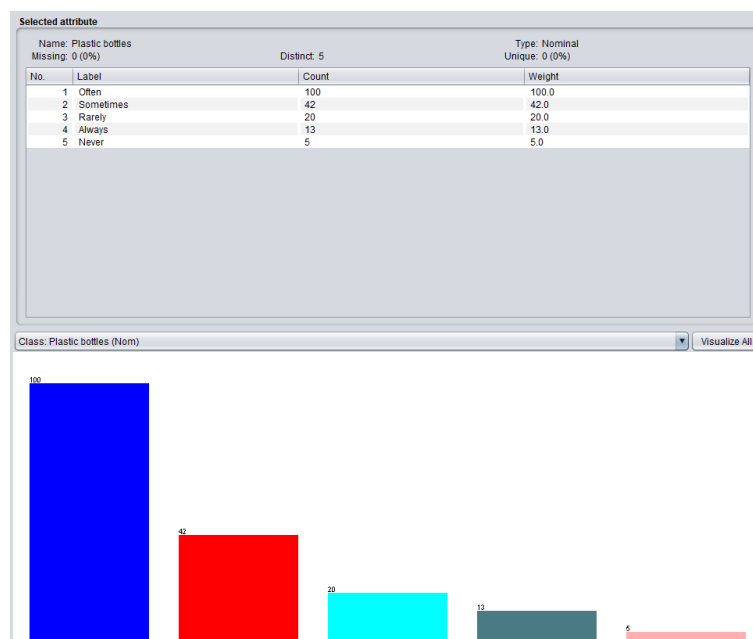 Selected attribute
Name: Plastic bottles Type: Nominal
Missing: 0 (0%) Distinct: 5 Unique: 0 (0%)
No. Label Count Weight
1 Often 100 100.0
2 Sometimes 42 42.0
3 Rarely 20 20.0
4 Always 13 13.0
5 Never 5 5.0
Class: Plastic bottles (Nom) Visualize All
100
42
20
13
5